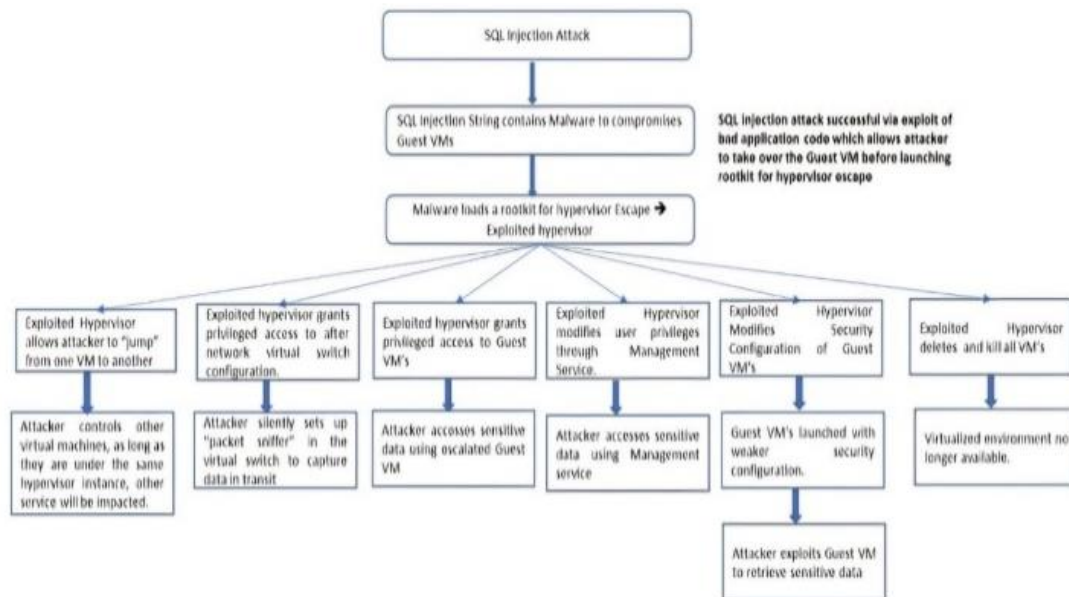 SQL Injection Attack
SQL Injection String contains Malware to compromises
Guest VMs
SQL injection attack successful via exploit of
bad application code which allows attacker
to take over the Guest VM before launching
rootkit for hypervisor escape
Malware loads a rootkit for hypervisor Escape →
Exploited hypervisor
Exploited Hypervisor
allows attacker to "jump"
from one VM to another
Exploited hypervisor grants
privileged access to after
network virtual switch
configuration.
Exploited hypervisor grants
privileged access to Guest
VM's
Exploited Hypervisor
modifies user privileges
through Management
Service.
Exploited Hypervisor
Modifies Security
Configuration of Guest
VM's
Exploited Hypervisor
deletes and kill all VM's
Attacker controls other
virtual machines, as long as
they are under the same
hypervisor instance, other
service will be impacted.
Attacker silently sets up
"packet sniffer" in the
virtual switch to capture
data in transit
Attacker accesses sensitive
data using escalated Guest
VM
Attacker accesses sensitive
data using Management
service
Guest VM's launched with
weaker security
configuration.
Virtualized environment no
longer available.
Attacker exploits Guest VM
to retrieve sensitive data